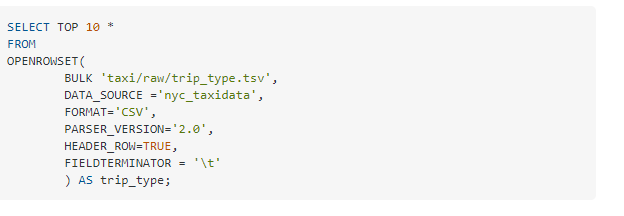 SELECT TOP 10 *
FROM
OPENROWSET(
BULK 'taxi/raw/trip_type.tsv',
DATA_SOURCE ='nyc_taxidata',
FORMAT='CSV',
PARSER_VERSION='2.0',
HEADER_ROW=TRUE,
FIELDTERMINATOR = '\t'
) AS trip_type;